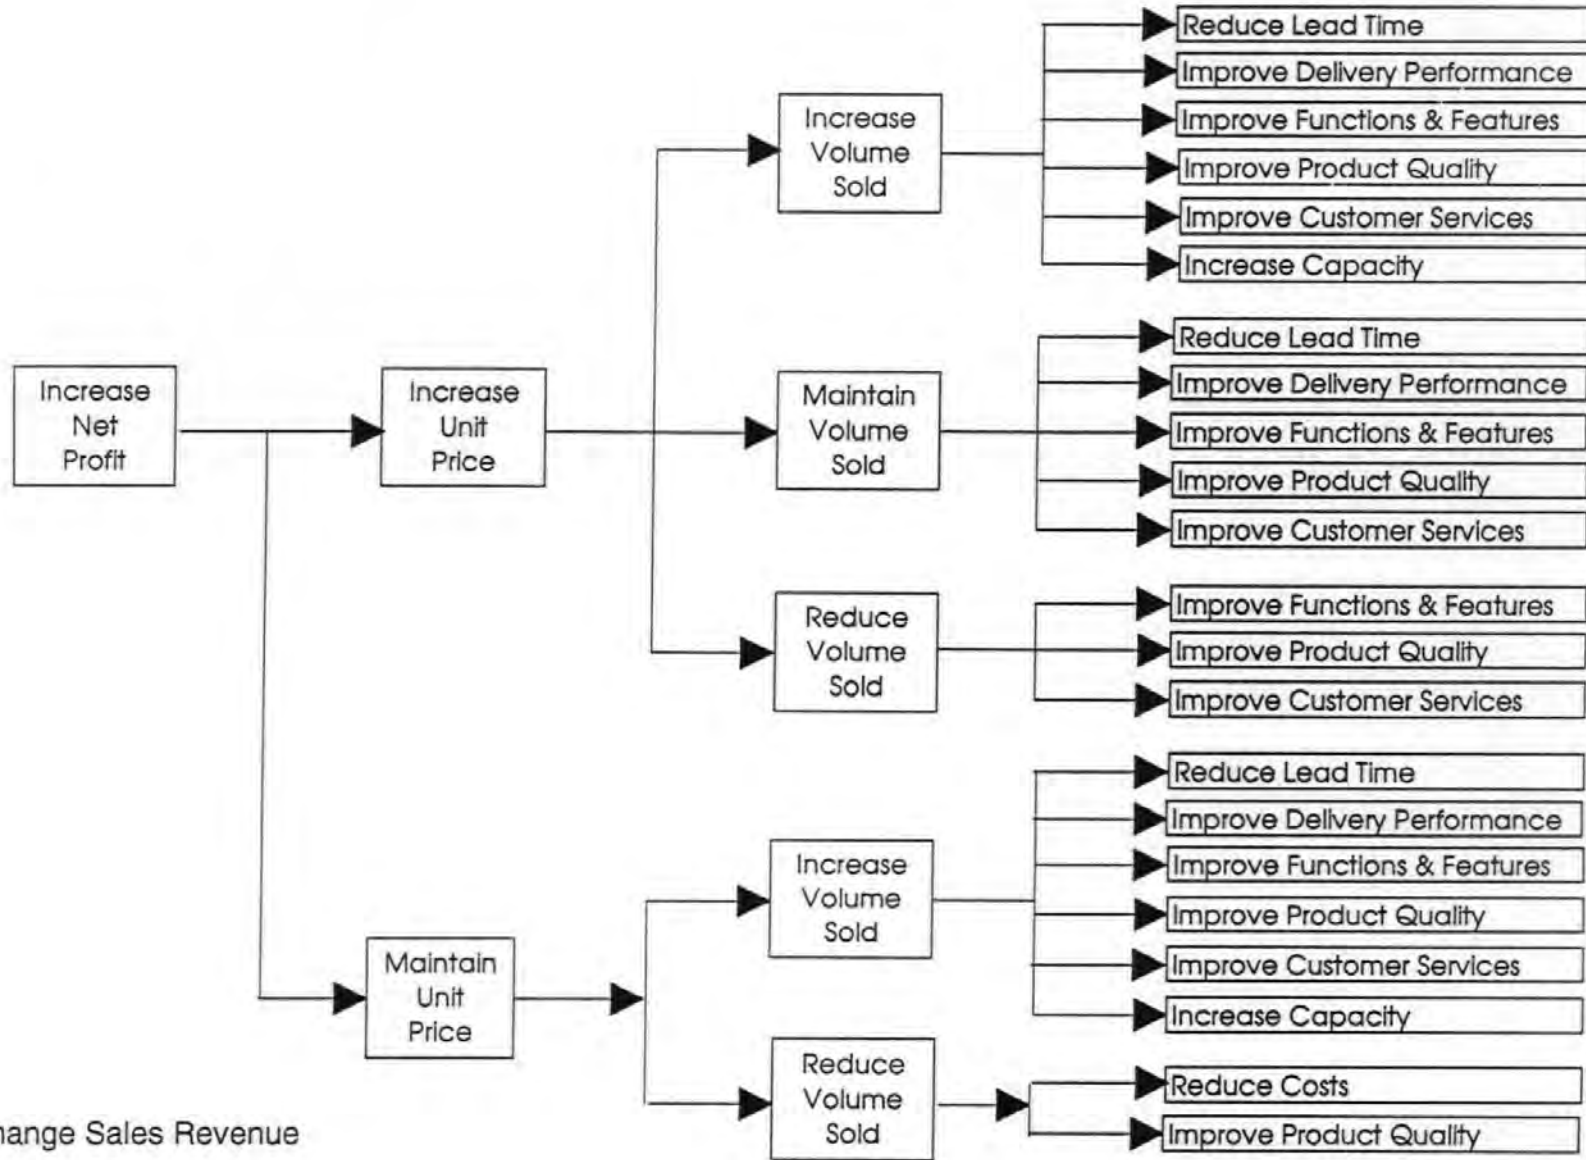 Increase
Net
Profit
Increase
Unit
Price
Increase
Volume
Sold
Reduce Lead Time
Improve Delivery Performance
Improve Functions & Features
Improve Product Quality
Improve Customer Services
Increase Capacity
Maintain
Volume
Sold
Reduce Lead Time
Improve Delivery Performance
Improve Functions & Features
Improve Product Quality
Improve Customer Services
Reduce
Volume
Sold
Improve Functions & Features
Improve Product Quality
Improve Customer Services
Maintain
Unit
Price
Increase
Volume
Sold
Reduce Lead Time
Improve Delivery Performance
Improve Functions & Features
Improve Product Quality
Improve Customer Services
Increase Capacity
Reduce
Volume
Sold
Reduce Costs
Improve Product Quality
Sales Revenue